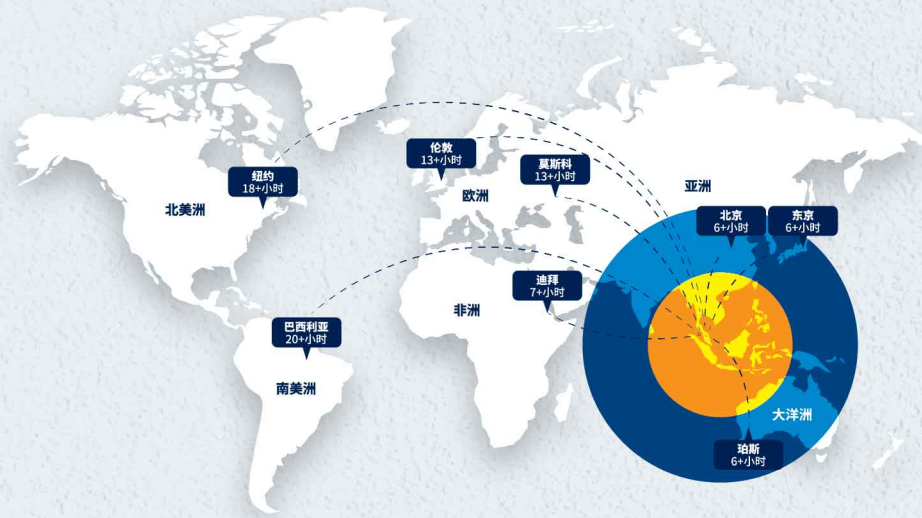 伦敦
13+小时
莫斯科
13+小时
纽约
18+小时
亚洲
欧洲
北美洲
北京
6+小时
东京
6+小时
迪拜
7+小时
非洲
巴西利亚
20+小时
南美洲
大洋洲
珀斯
6+小时